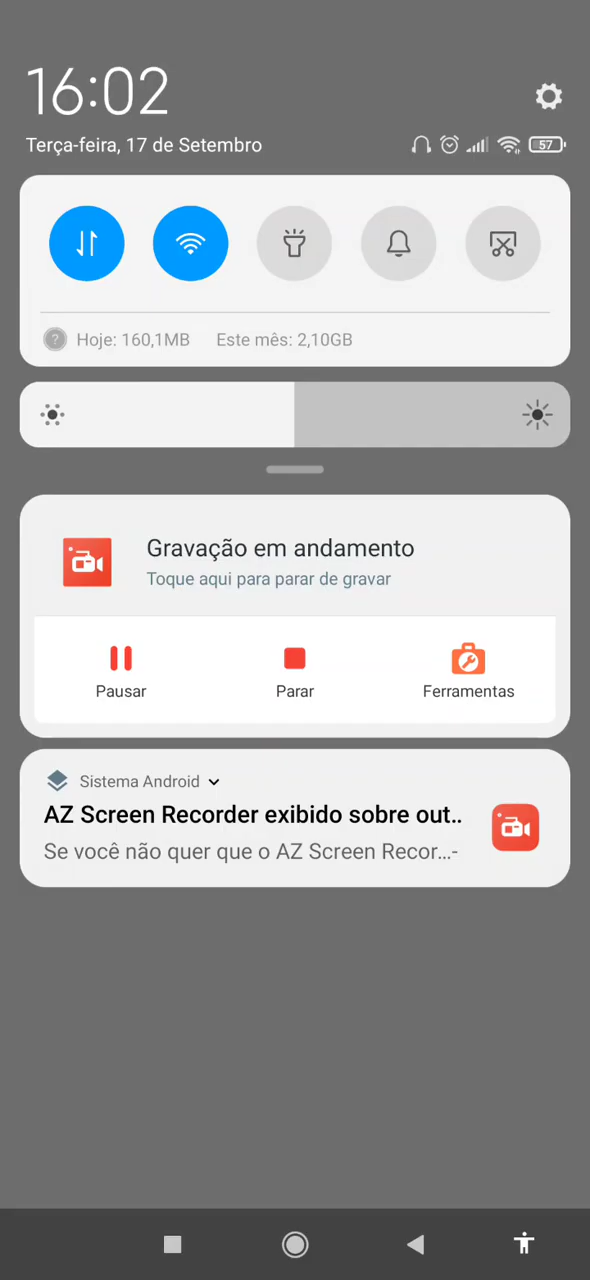 16:02
Terça-feira, 17 de Setembro
57
Hoje: 160,1MB Este mês: 2,10GB
Gravação em andamento
Toque aqui para parar de gravar
Pausar Parar Ferramentas
Sistema Android
AZ Screen Recorder exibido sobre out..
Se você não quer que o AZ Screen Recor...-